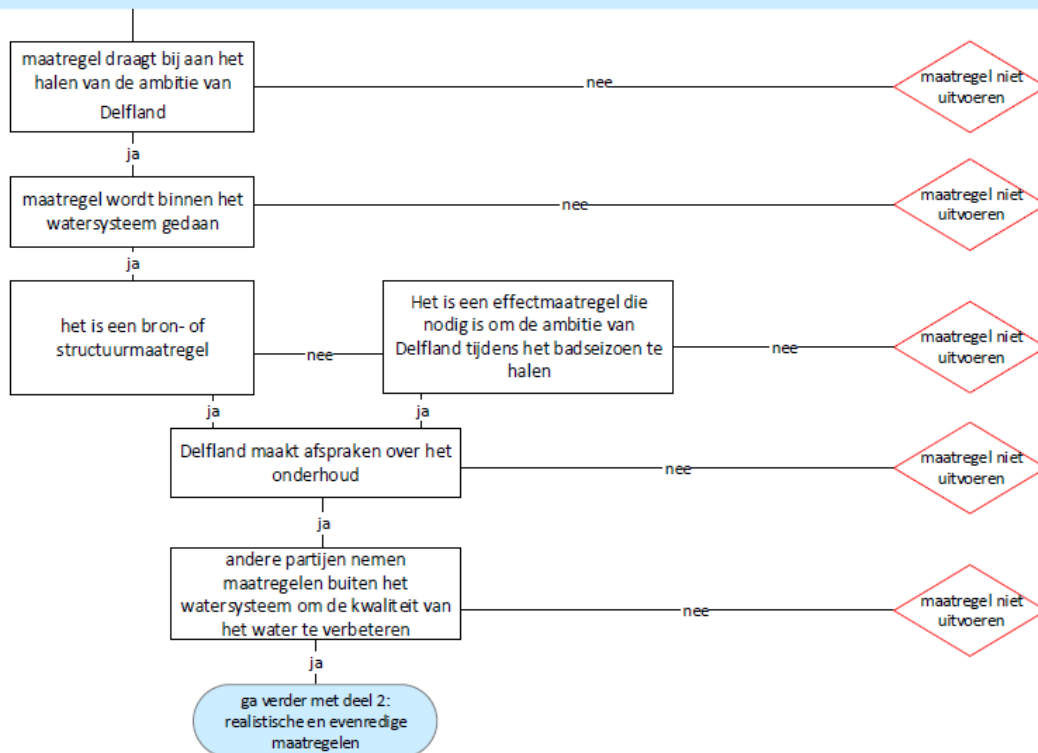 maatregel draagt bij aan het
halen van de ambitie van
Delfland
nee
maatregel niet
uitvoeren
ja
maatregel wordt binnen het
watersysteem gedaan
nee
maatregel niet
uitvoeren
ja
het is een bron- of
structuurmaatregel
nee
Het is een effectmaatregel die
nodig is om de ambitie van
Delfland tijdens het badseizoen te
halen
nee
maatregel niet
uitvoeren
ja
ja
Delfland maakt afspraken over het
onderhoud
nee
maatregel niet
uitvoeren
ja
andere partijen nemen
maatregelen buiten het
watersysteem om de kwaliteit van
het water te verbeteren
nee
maatregel niet
uitvoeren
ja
ga verder met deel 2:
realistische en evenredige
maatregelen